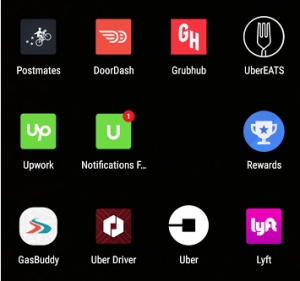 GH
Postmates DoorDash Grubhub UberEATS
1
Up U
Upwork Notifications F... Rewards
lyft
GasBuddy Uber Driver Uber Lyft